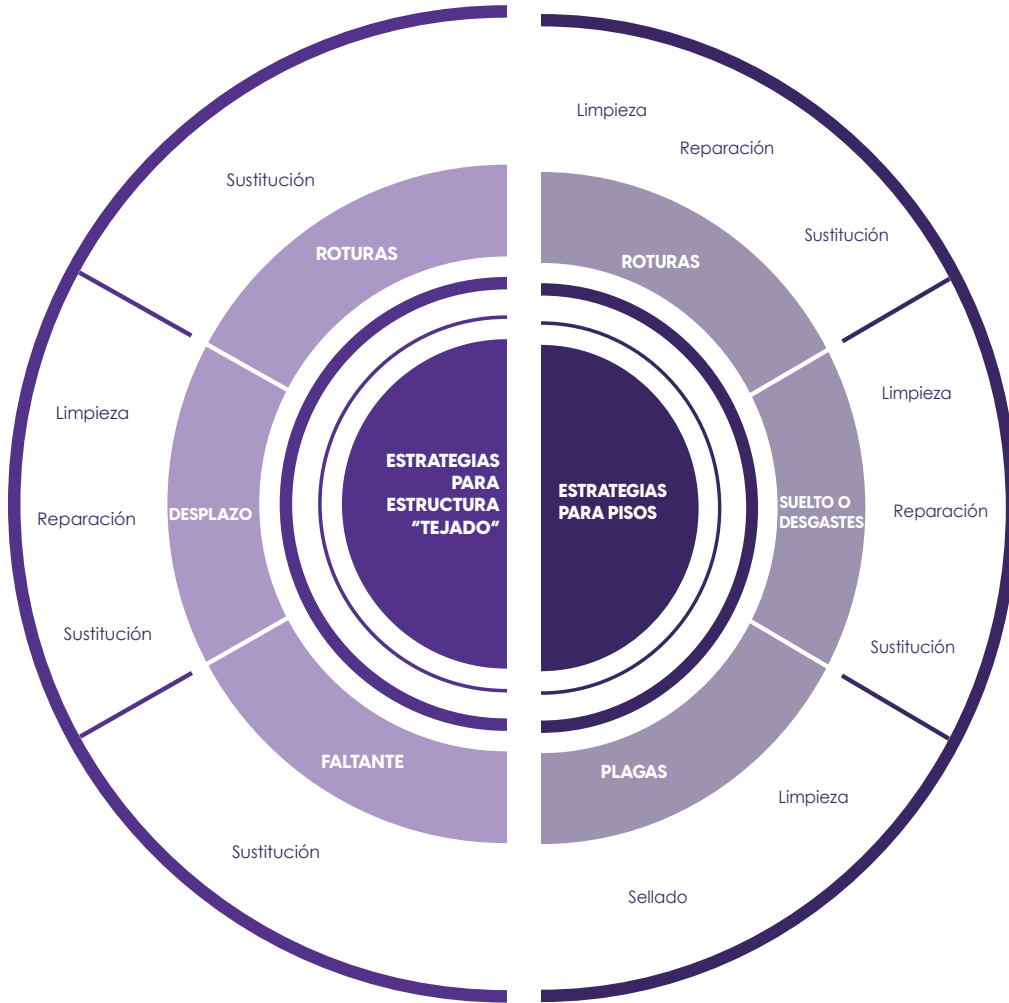 ESTRATEGIAS
PARA
ESTRUCTURA
“TEJADO“
ROTURAS
Sustitución
DESPLAZO
Limpieza
Reparación
Sustitución
FALTANTE
Sustitución
ESTRATEGIAS
PARA PISOS
ROTURAS
Limpieza
Reparación
Sustitución
SUELTO O
DESGASTES
Limpieza
Reparación
Sustitución
PLAGAS
Limpieza
Sellado